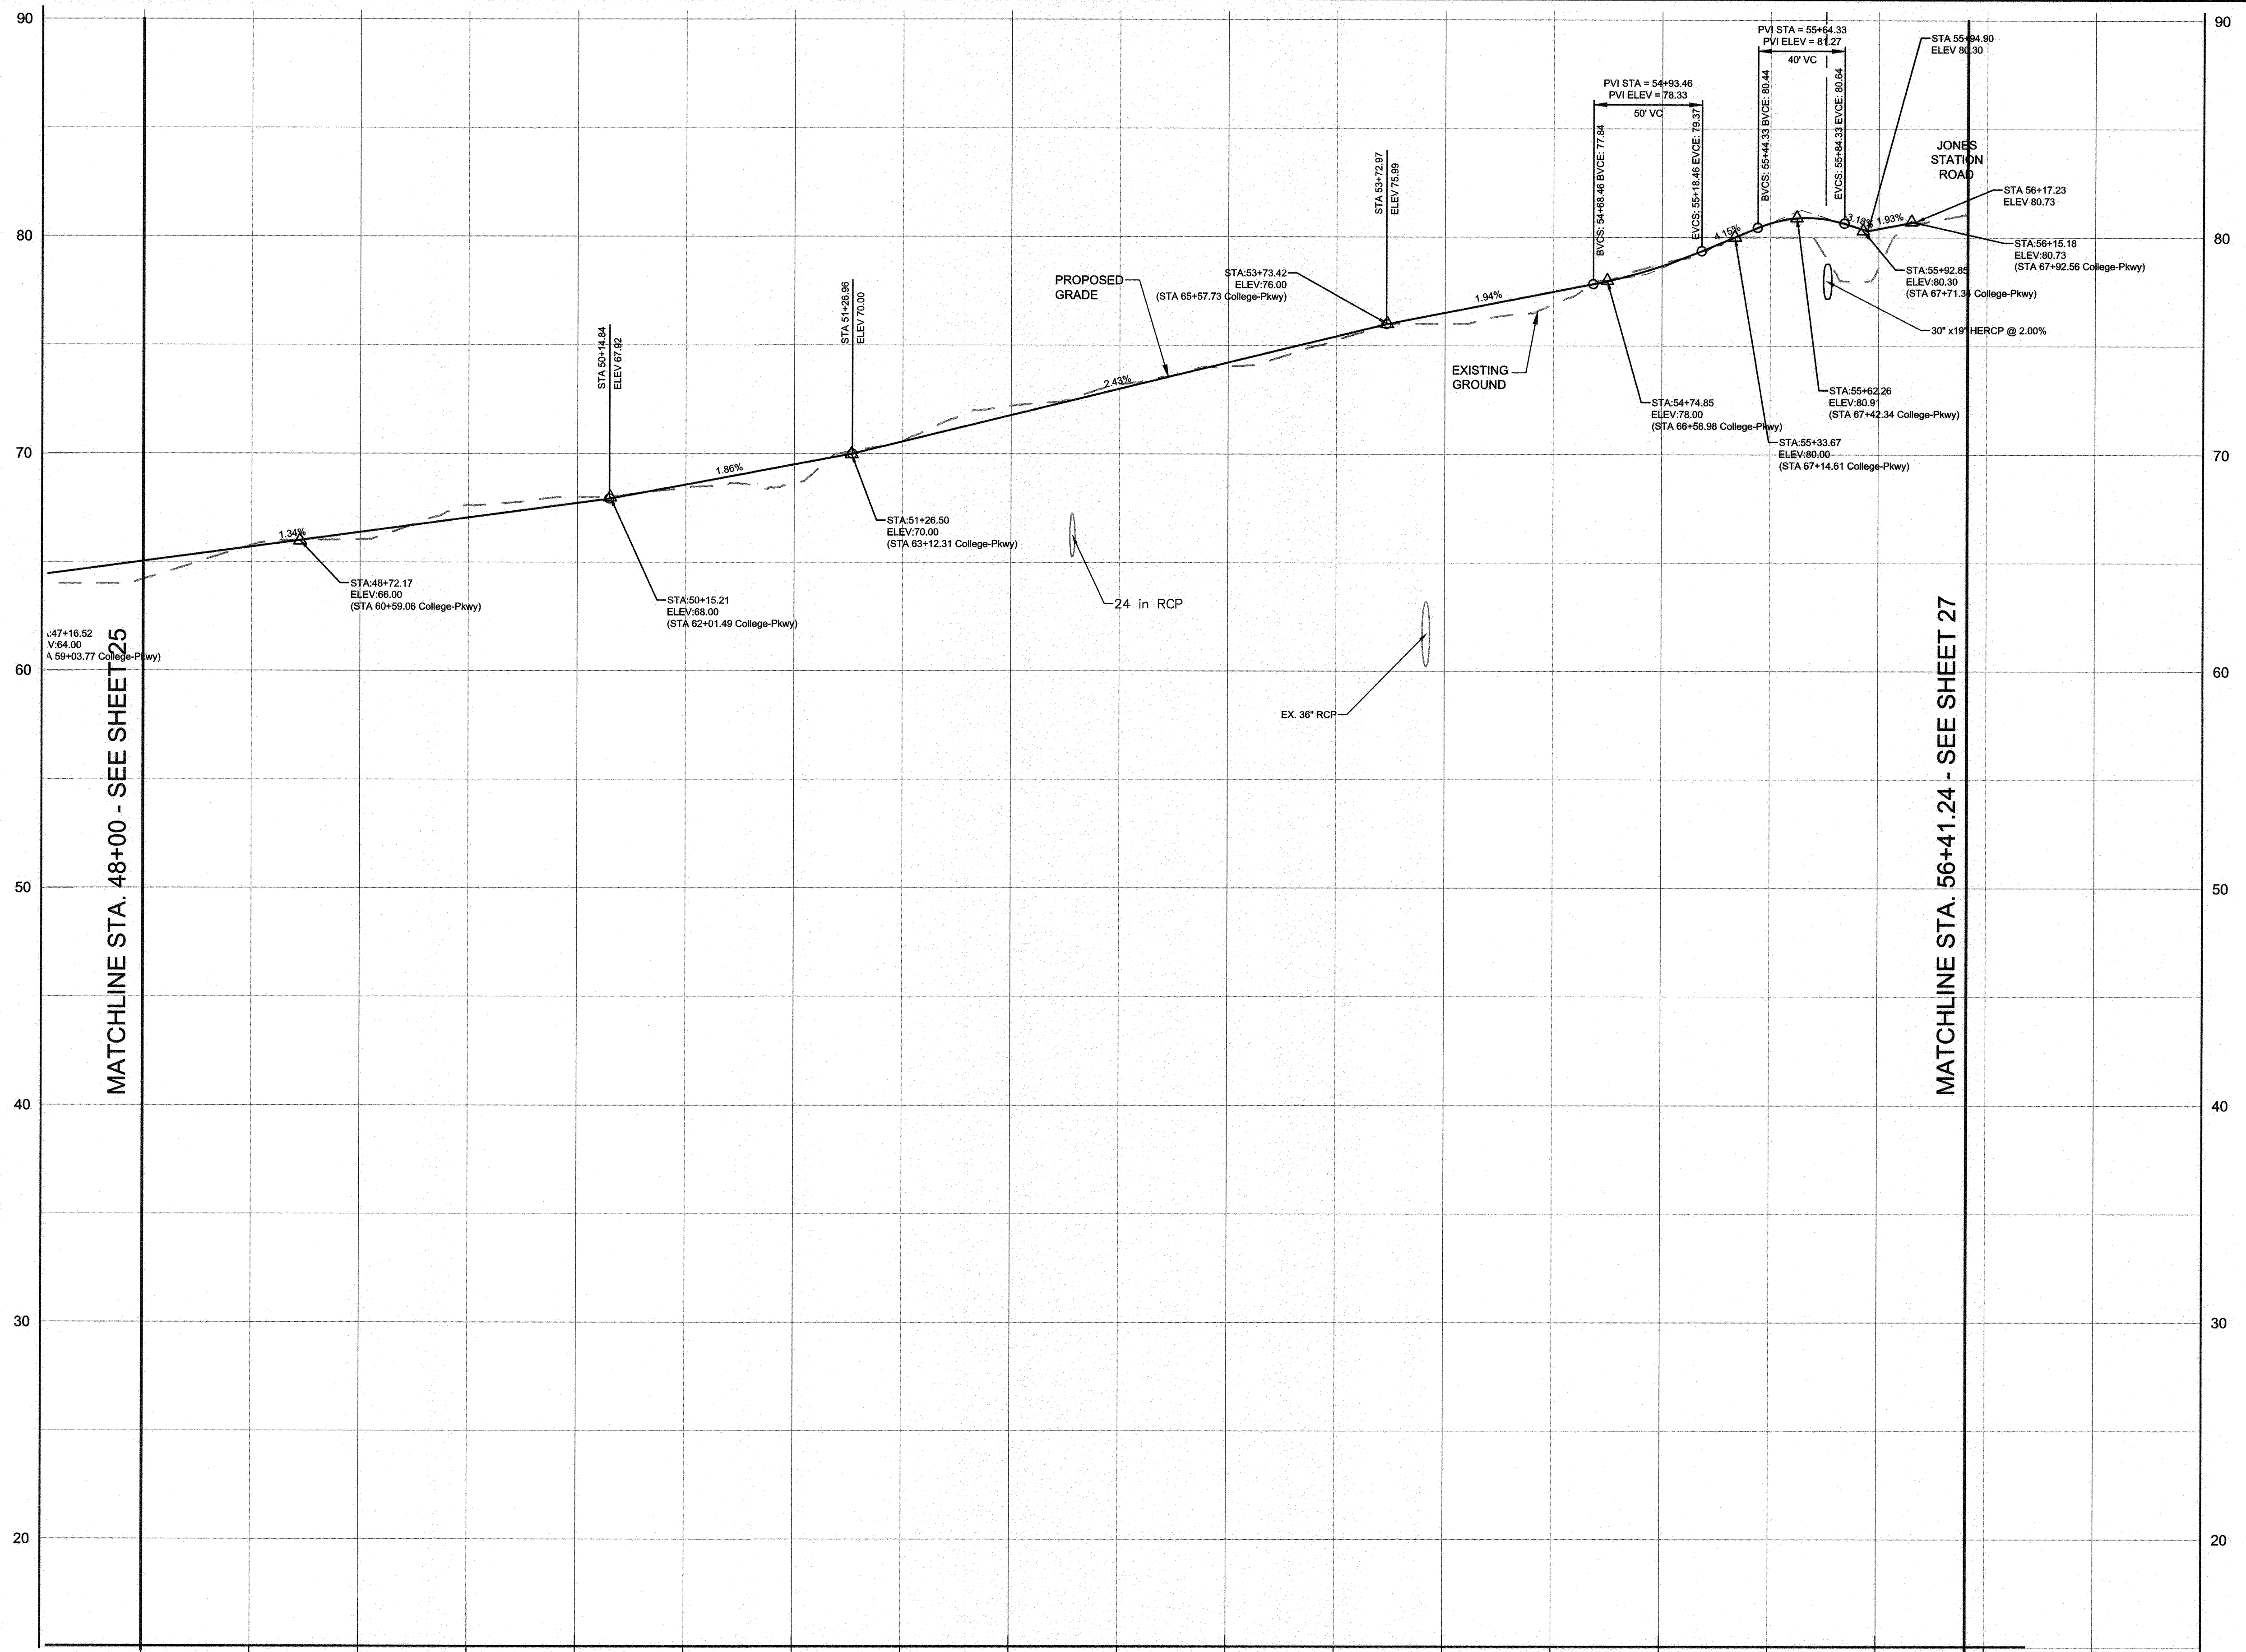 90
90
PVI STA = 55+64.33
PVI ELEV = 81.27
40' VC
STA 55+94.90
ELEV 80.30
PVI STA = 54+93.46
PVI ELEV = 78.33
50' VC
BVCS: 54+68.46 BVCE: 77.84
EVCS: 55+18.46 EVCE: 79.37
BVCS: 55+44.33 BVCE: 80.44
EVCS: 55+84.33 EVCE: 80.64
JONES
STATION
ROAD
STA 56+17.23
ELEV 80.73
STA 53+72.97
ELEV 75.99
80
80
4.15%
-3.18%
1.93%
STA:56+15.18
ELEV:80.73
(STA 67+92.56 College-Pkwy)
STA:55+92.85
ELEV:80.30
(STA 67+71.34 College-Pkwy)
PROPOSED
GRADE
STA:53+73.42
ELEV:76.00
(STA 65+57.73 College-Pkwy)
1.94%
STA 51+26.96
ELEV 70.00
STA 50+14.84
ELEV 67.92
30" x19" HERCP @ 2.00%
EXISTING
GROUND
2.43%
STA:55+62.26
ELEV:80.91
(STA 67+42.34 College-Pkwy)
STA:54+74.85
ELEV:78.00
(STA 66+58.98 College-Pkwy)
STA:55+33.67
ELEV:80.00
(STA 67+14.61 College-Pkwy)
70
70
1.86%
1.34%
STA:51+26.50
ELEV:70.00
(STA 63+12.31 College-Pkwy)
STA:48+72.17
ELEV:66.00
(STA 60+59.06 College-Pkwy)
STA:50+15.21
ELEV:68.00
(STA 62+01.49 College-Pkwy)
24 in RCP
:47+16.52
V:64.00
A 59+03.77 College-Pkwy)
60
60
EX. 36" RCP
MATCHLINE STA. 48+00 - SEE SHEET 25
MATCHLINE STA. 56+41.24 - SEE SHEET 27
50
50
40
40
30
30
20
20